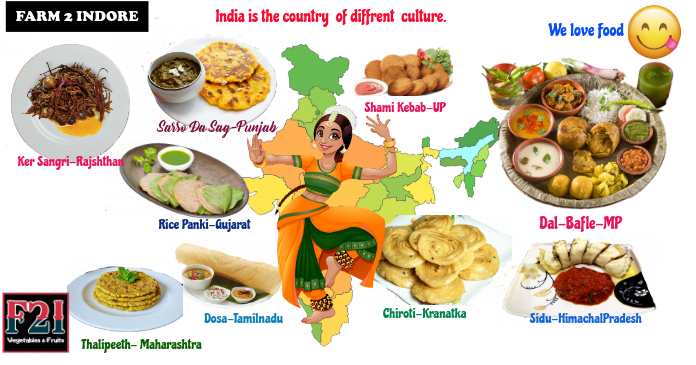 FARM 2 INDORE
India is the country of diffrent culture.
We love food
Ker Sangri-Rajshthan
Sarso Da Sag-Punjab
Shami Kebab-UP
Rice Panki-Gujarat
Dal-Bafle-MP
Thalipeeth- Maharashtra
Dosa-Tamilnadu
Chiroti-Kranatka
Sidu-HimachalPradesh
F2I
Vegetables & Fruits